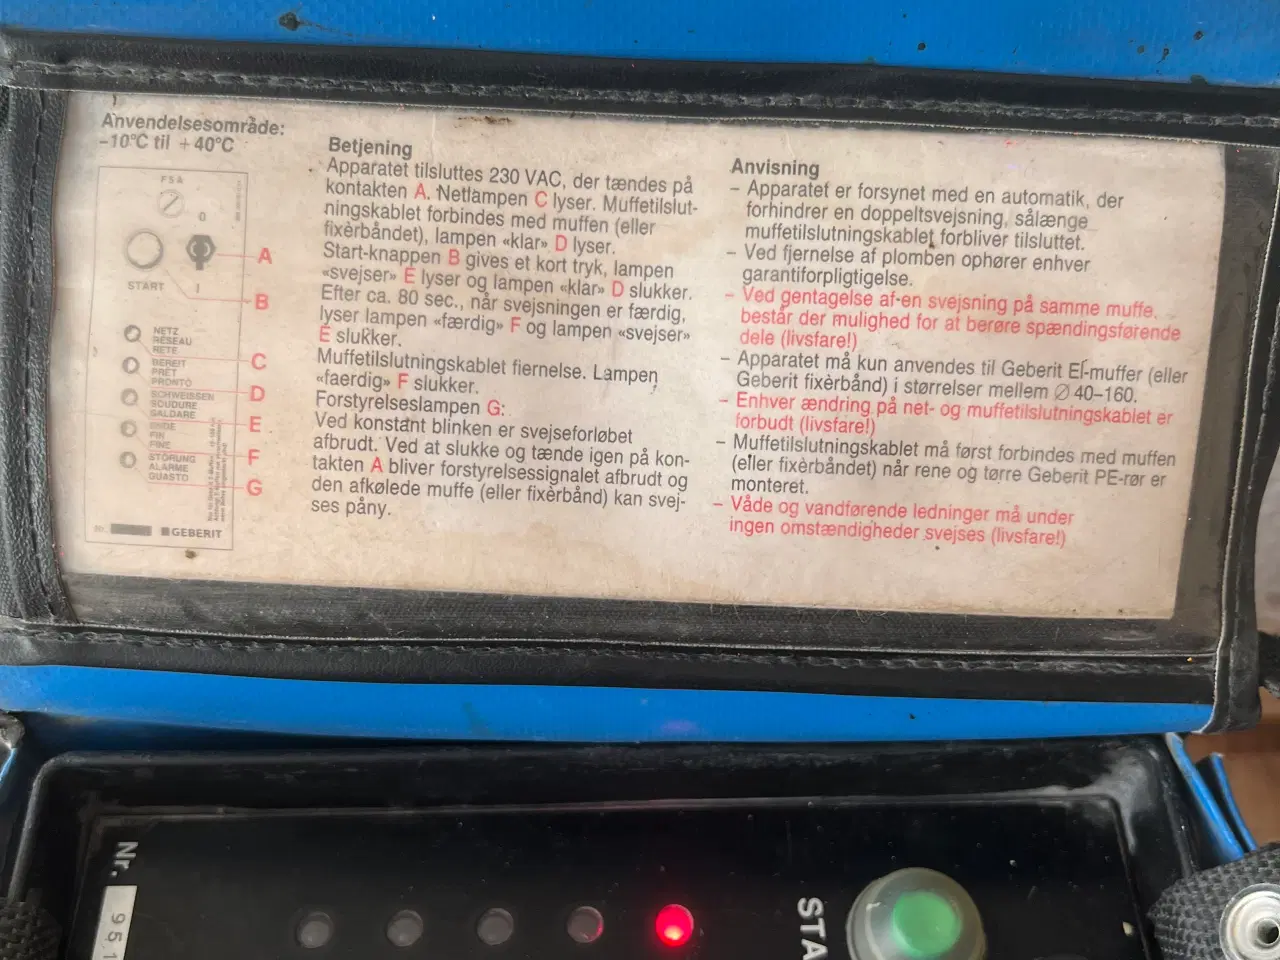 Anvendelsesområde:
–10°C til +40°C
FSA
0
I
START
A
B
NETZ
RESEAU
RETE
C
BEREIT
PRET
PRONTO
D
SCHWEISSEN
SOUDURE
SALDARE
E
ENDE
FIN
FINE
F
STÖRUNG
ALARME
GUASTO
G
Nr.
GEBERIT
Betjening
Apparatet tilsluttes 230 VAC, der tændes på
kontakten A. Netlampen C lyser. Muffetilslut-
ningskablet forbindes med muffen (eller
fixèrbåndet), lampen «klar» D lyser.
Start-knappen B gives et kort tryk, lampen
«svejser» E lyser og lampen «klar» D slukker.
Efter ca. 80 sec., når svejsningen er færdig,
lyser lampen «færdig» F og lampen «svejser»
E slukker.
Muffetilslutningskablet fiernelse. Lampen
«faerdig» F slukker.
Forstyrelseslampen G:
Ved konstant blinken er svejseforløbet
afbrudt. Ved at slukke og tænde igen på kon-
takten A bliver forstyrelsessignalet afbrudt og
den afkølede muffe (eller fixèrbånd) kan svej-
ses påny.
Anvisning
– Apparatet er forsynet med en automatik, der
forhindrer en doppeltsvejsning, sålænge
muffetilslutningskablet forbliver tilsluttet.
– Ved fjernelse af plomben ophører enhver
garantiforpligtigelse.
– Ved gentagelse af en svejsning på samme muffe,
består der mulighed for at berøre spændingsførende
dele (livsfare!)
– Apparatet må kun anvendes til Geberit El-muffer (eller
Geberit fixèrbånd) i størrelser mellem Ø 40–160.
– Enhver ændring på net- og muffetilslutningskablet er
forbudt (livsfare!)
– Muffetilslutningskablet må først forbindes med muffen
(eller fixèrbåndet) når rene og tørre Geberit PE-rør er
monteret.
– Våde og vandførende ledninger må under
ingen omstændigheder svejses (livsfare!)
Nr.
951
STA